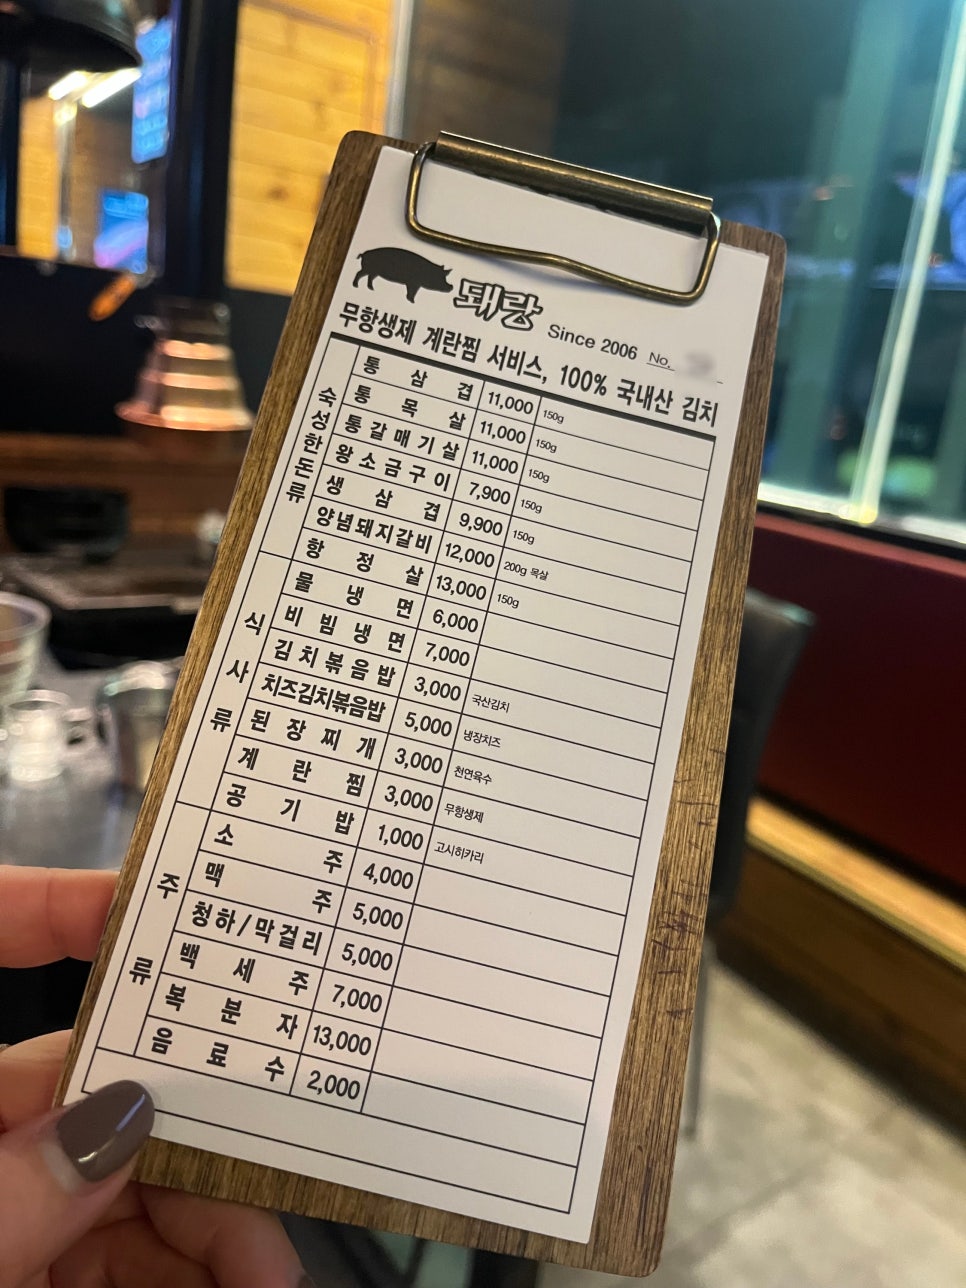 돼랑 Since 2006 No.
무항생제 계란찜 서비스, 100% 국내산 김치
숙성한돈류
통삼겹 11,000 150g
통목살 11,000 150g
통갈매기살 11,000 150g
왕소금구이 7,900 150g
생삼겹 9,900 150g
양념돼지갈비 12,000 200g 목살
항정살 13,000 150g
식사류
물냉면 6,000
비빔냉면 7,000
김치볶음밥 3,000 국산김치
치즈김치볶음밥 5,000 냉장치즈
된장찌개 3,000 천연육수
계란찜 3,000 무항생제
공기밥 1,000 고시히카리
주류
소주 4,000
맥주 5,000
청하/막걸리 5,000
백세주 7,000
복분자 13,000
음료수 2,000